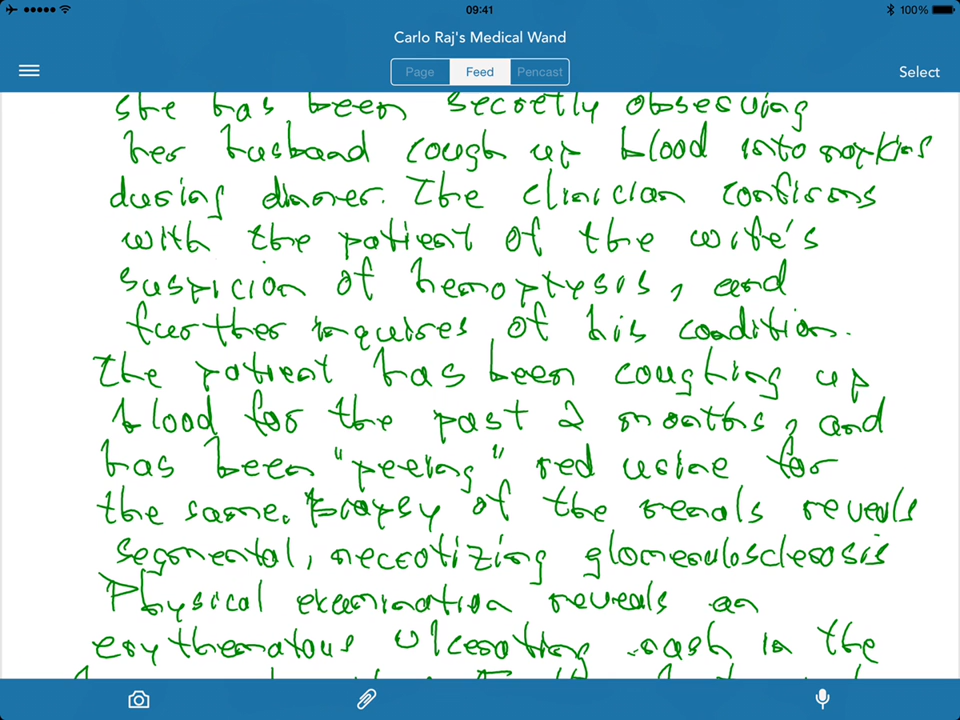 09:41
100%
Carlo Raj's Medical Wand
Page Feed Pencast
Select
she has been secretly observing
her husband cough up blood into napkins
during dinner. The clinician confirms
with the patient of the wife's
suspicion of hemoptysis, and
further inquires of his condition.
The patient has been coughing up
blood for the past 2 months, and
has been "peeing" red urine for
the same. Biopsy of the renals reveals
segmental, necrotizing glomerulosclerosis
Physical examination reveals an
erythematous ulcerating rash in the